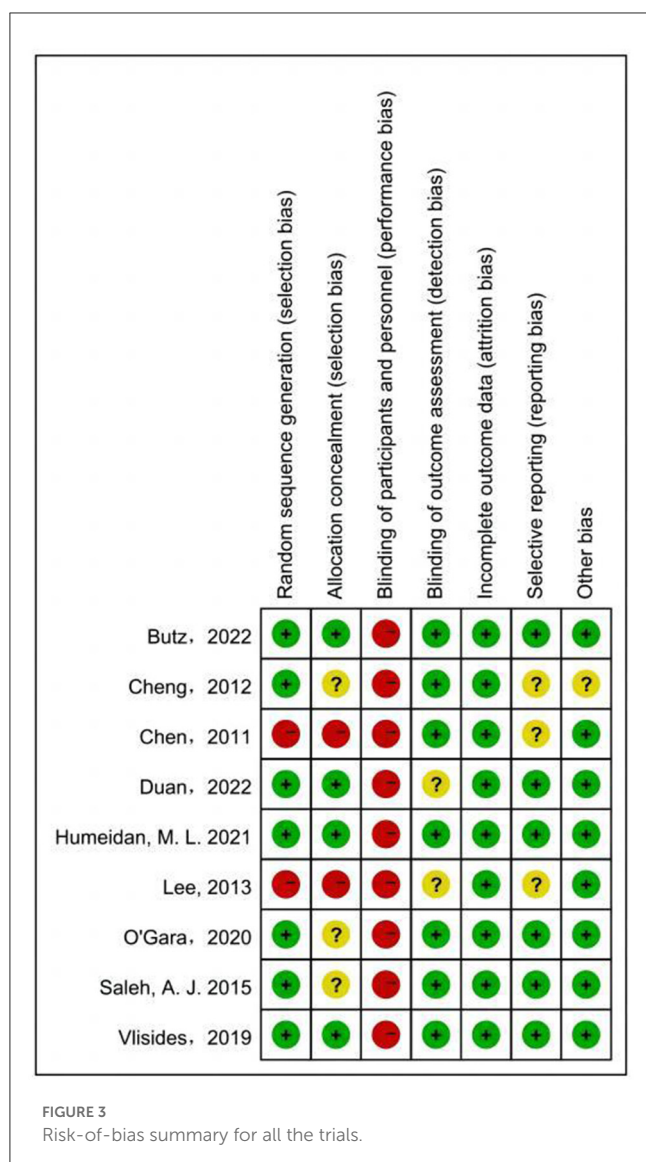 Random sequence generation (selection bias)
Allocation concealment (selection bias)
Blinding of participants and personnel (performance bias)
Blinding of outcome assessment (detection bias)
Incomplete outcome data (attrition bias)
Selective reporting (reporting bias)
Other bias
Butz， 2022 + + - + + + +
Cheng， 2012 + ? - + + ? ?
Chen， 2011 - - - + + ? +
Duan， 2022 + + - ? + + +
Humeidan, M. L. 2021 + + - + + + +
Lee, 2013 - - - ? + ? +
O'Gara， 2020 + ? - + + + +
Saleh, A. J. 2015 + ? - + + + +
Vlisides， 2019 + + - + + + +
FIGURE 3
Risk-of-bias summary for all the trials.